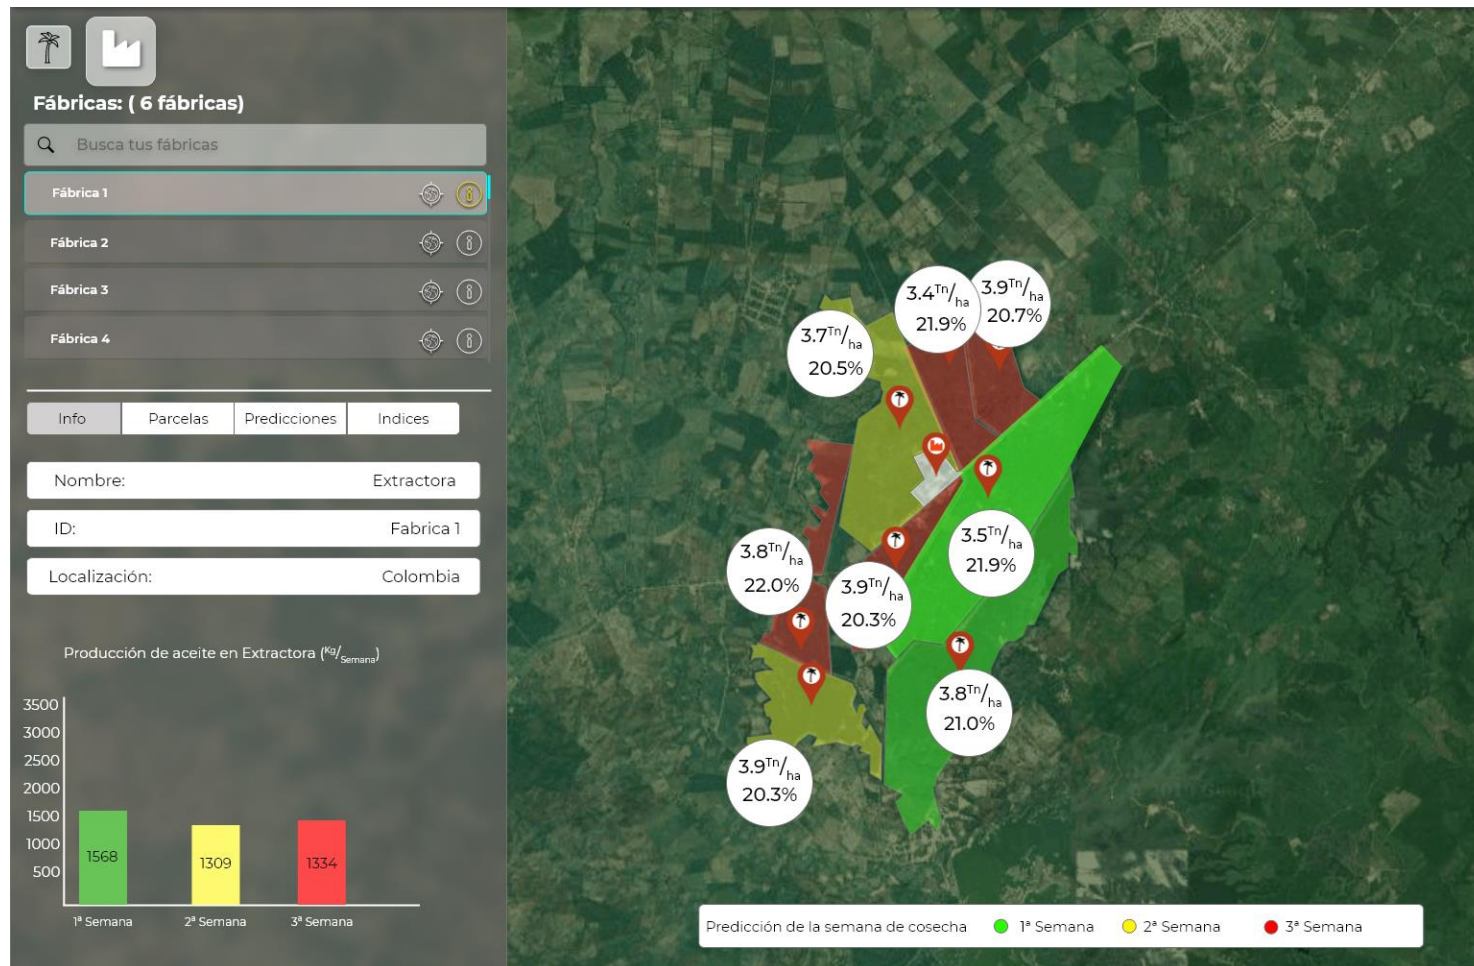 Fábricas: ( 6 fábricas)
Busca tus fábricas
Fábrica 1
Fábrica 2
Fábrica 3
Fábrica 4
Info Parcelas Predicciones Indices
Nombre: Extractora
ID: Fabrica 1
Localización: Colombia
Producción de aceite en Extractora (Kg/Semana)
3500
3000
2500
2000
1500
1000
500
1568
1309
1334
1ª Semana 2ª Semana 3ª Semana
3.4Tn/ha
21.9%
3.9Tn/ha
20.7%
3.7Tn/ha
20.5%
3.5Tn/ha
21.9%
3.8Tn/ha
22.0%
3.9Tn/ha
20.3%
3.8Tn/ha
21.0%
3.9Tn/ha
20.3%
Predicción de la semana de cosecha 1ª Semana 2ª Semana 3ª Semana